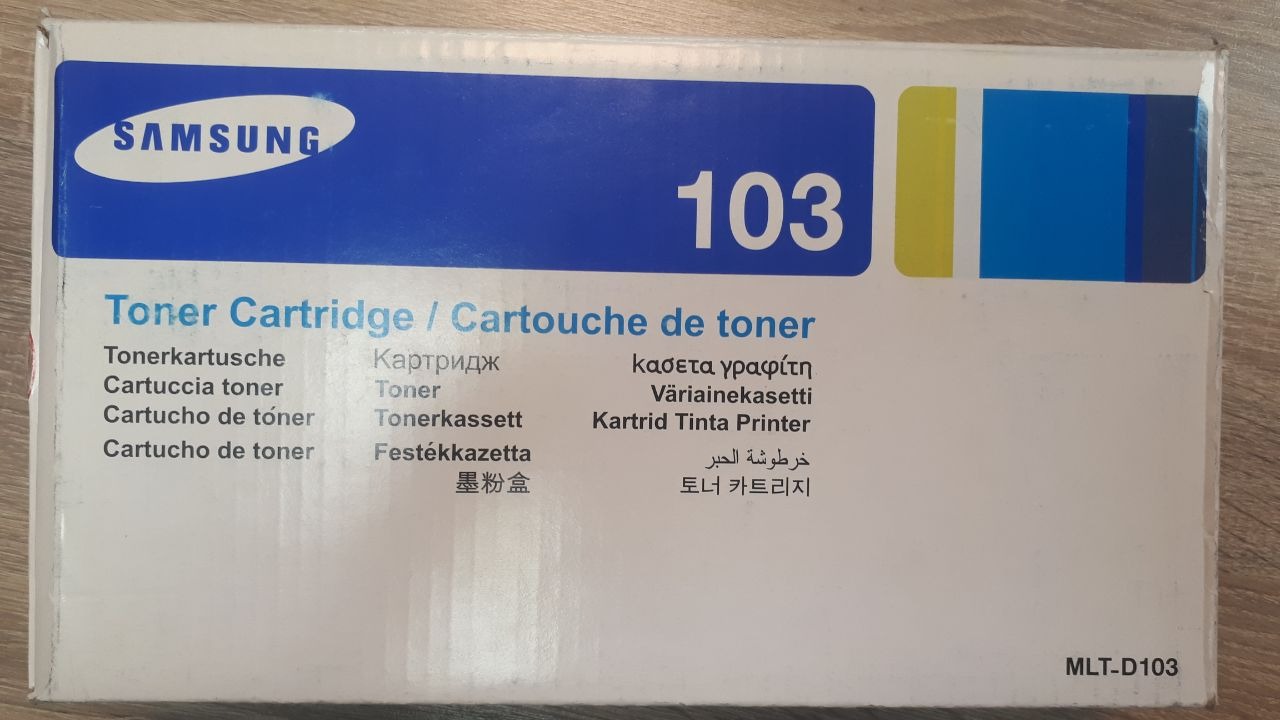 SAMSUNG
103
Toner Cartridge / Cartouche de toner
Tonerkartusche
Cartuccia toner
Cartucho de tóner
Cartucho de toner
Картридж
Toner
Tonerkassett
Festékkazetta
墨粉盒
κασετα γραφίτη
Väriainekasetti
Kartrid Tinta Printer
خرطوشة الحبر
토너 카트리지
MLT-D103